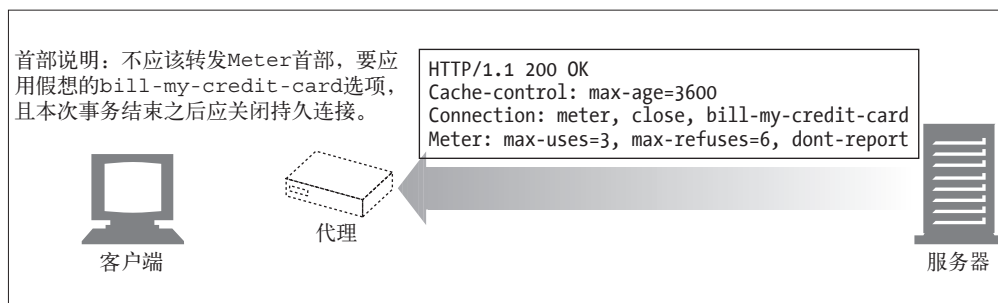 首部说明：不应该转发Meter首部，要应
用假想的bill-my-credit-card选项，
且本次事务结束之后应关闭持久连接。
HTTP/1.1 200 OK
Cache-control: max-age=3600
Connection: meter, close, bill-my-credit-card
Meter: max-uses=3, max-refuses=6, dont-report
客户端
代理
服务器